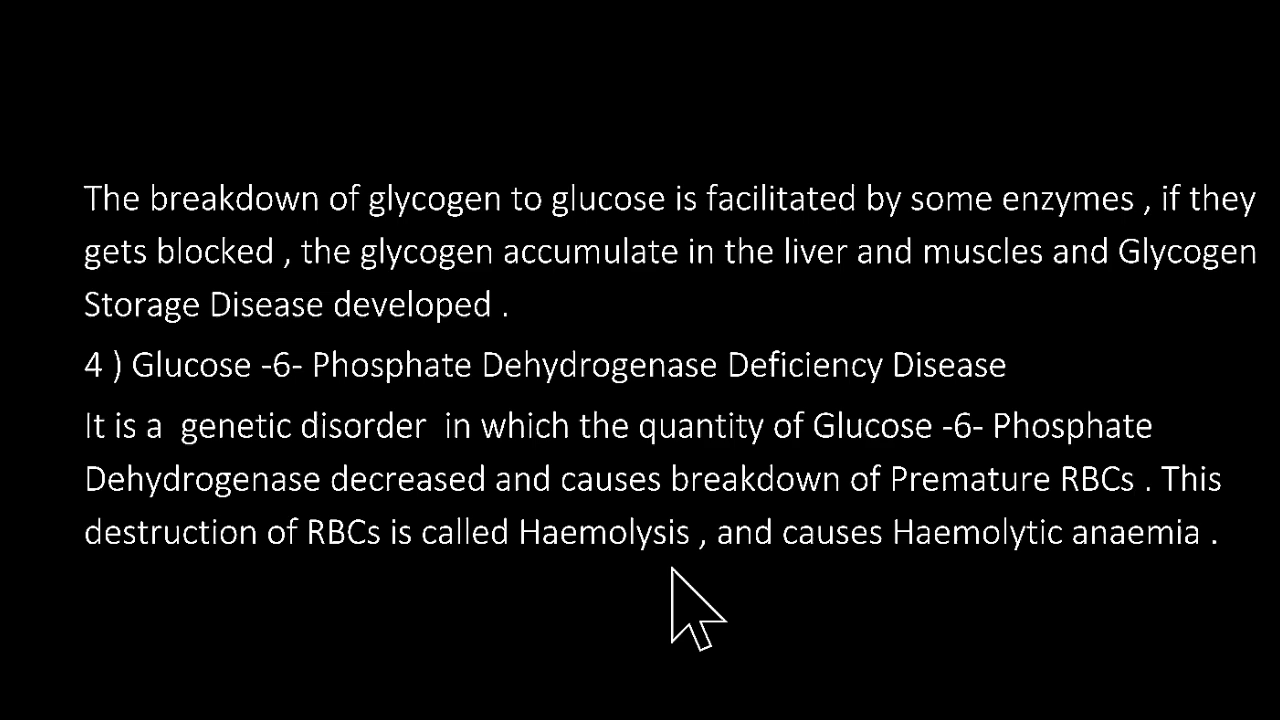 The breakdown of glycogen to glucose is facilitated by some enzymes , if they
gets blocked , the glycogen accumulate in the liver and muscles and Glycogen
Storage Disease developed .
4 ) Glucose -6- Phosphate Dehydrogenase Deficiency Disease
It is a  genetic disorder  in which the quantity of Glucose -6- Phosphate
Dehydrogenase decreased and causes breakdown of Premature RBCs . This
destruction of RBCs is called Haemolysis , and causes Haemolytic anaemia .